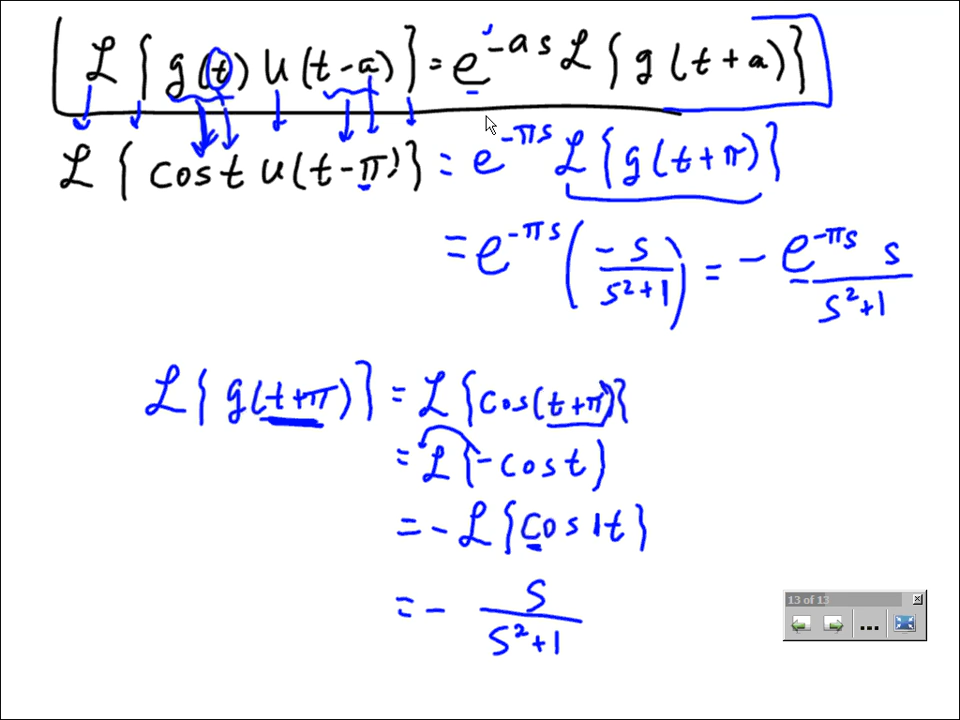 ℒ{g(t) u(t-a)} = e^{-as} ℒ{g(t+a)}
ℒ{cos t u(t-π)} = e^{-πs} ℒ{g(t+π)}
= e^{-πs} (-s/(s²+1)) = - e^{-πs} s/(s²+1)
ℒ{g(t+π)} = ℒ{cos(t+π)}
= ℒ{-cos t}
= -ℒ{cos 1t}
= - s/(s²+1)
13 of 13
...